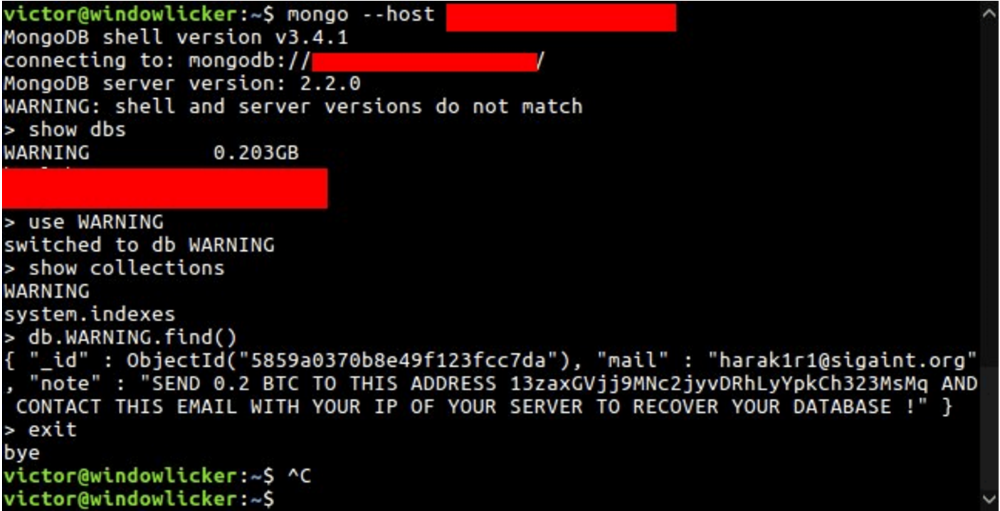 victor@windowlicker:~$ mongo --host
MongoDB shell version v3.4.1
connecting to: mongodb:// /
MongoDB server version: 2.2.0
WARNING: shell and server versions do not match
> show dbs
WARNING 0.203GB
> use WARNING
switched to db WARNING
> show collections
WARNING
system.indexes
> db.WARNING.find()
{ "_id" : ObjectId("5859a0370b8e49f123fcc7da"), "mail" : "harak1r1@sigaint.org"
, "note" : "SEND 0.2 BTC TO THIS ADDRESS 13zaxGVjj9MNc2jyvDRhLyYpkCh323MsMq AND
CONTACT THIS EMAIL WITH YOUR IP OF YOUR SERVER TO RECOVER YOUR DATABASE !" }
> exit
bye
victor@windowlicker:~$ ^C
victor@windowlicker:~$